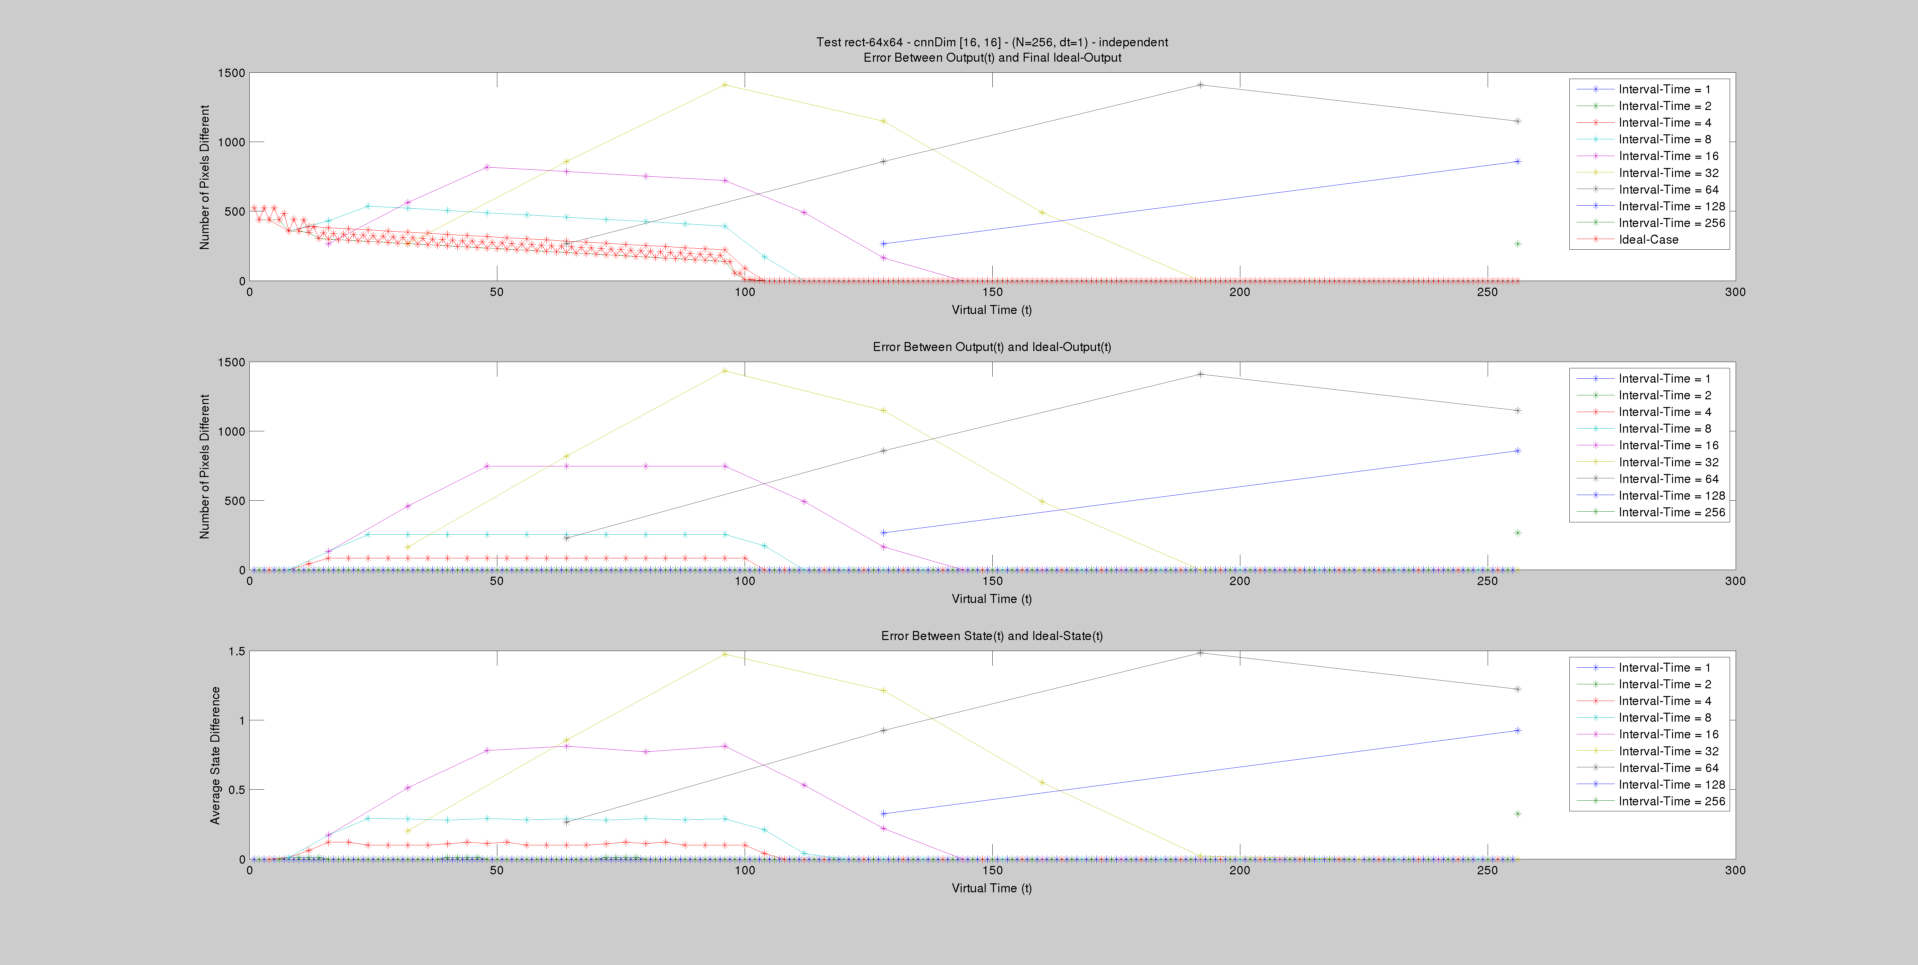 Test rect-64x64 - cnnDim [16, 16] - (N=256, dt=1) - independent
Error Between Output(t) and Final Ideal-Output
Number of Pixels Different
1500
1000
500
0
0 50 100 150 200 250 300
Virtual Time (t)
Interval-Time = 1
Interval-Time = 2
Interval-Time = 4
Interval-Time = 8
Interval-Time = 16
Interval-Time = 32
Interval-Time = 64
Interval-Time = 128
Interval-Time = 256
Ideal-Case
Error Between Output(t) and Ideal-Output(t)
Number of Pixels Different
1500
1000
500
0
0 50 100 150 200 250 300
Virtual Time (t)
Interval-Time = 1
Interval-Time = 2
Interval-Time = 4
Interval-Time = 8
Interval-Time = 16
Interval-Time = 32
Interval-Time = 64
Interval-Time = 128
Interval-Time = 256
Error Between State(t) and Ideal-State(t)
Average State Difference
1.5
1
0.5
0
0 50 100 150 200 250 300
Virtual Time (t)
Interval-Time = 1
Interval-Time = 2
Interval-Time = 4
Interval-Time = 8
Interval-Time = 16
Interval-Time = 32
Interval-Time = 64
Interval-Time = 128
Interval-Time = 256